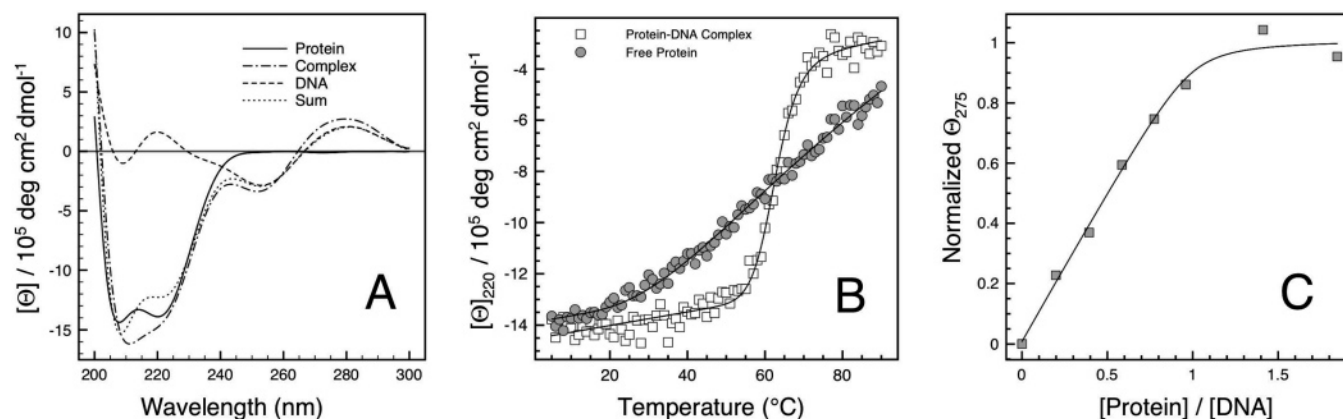 10
5
0
-5
-10
-15
[Θ] / 10⁵ deg cm² dmol⁻¹
Protein
Complex
DNA
Sum
A
200 220 240 260 280 300
Wavelength (nm)
-4
-6
-8
-10
-12
-14
[Θ]₂₂₀ / 10⁵ deg cm² dmol⁻¹
Protein-DNA Complex
Free Protein
B
20 40 60 80
Temperature (°C)
1
0.8
0.6
0.4
0.2
0
Normalized Θ₂₇₅
C
0 0.5 1 1.5
[Protein] / [DNA]